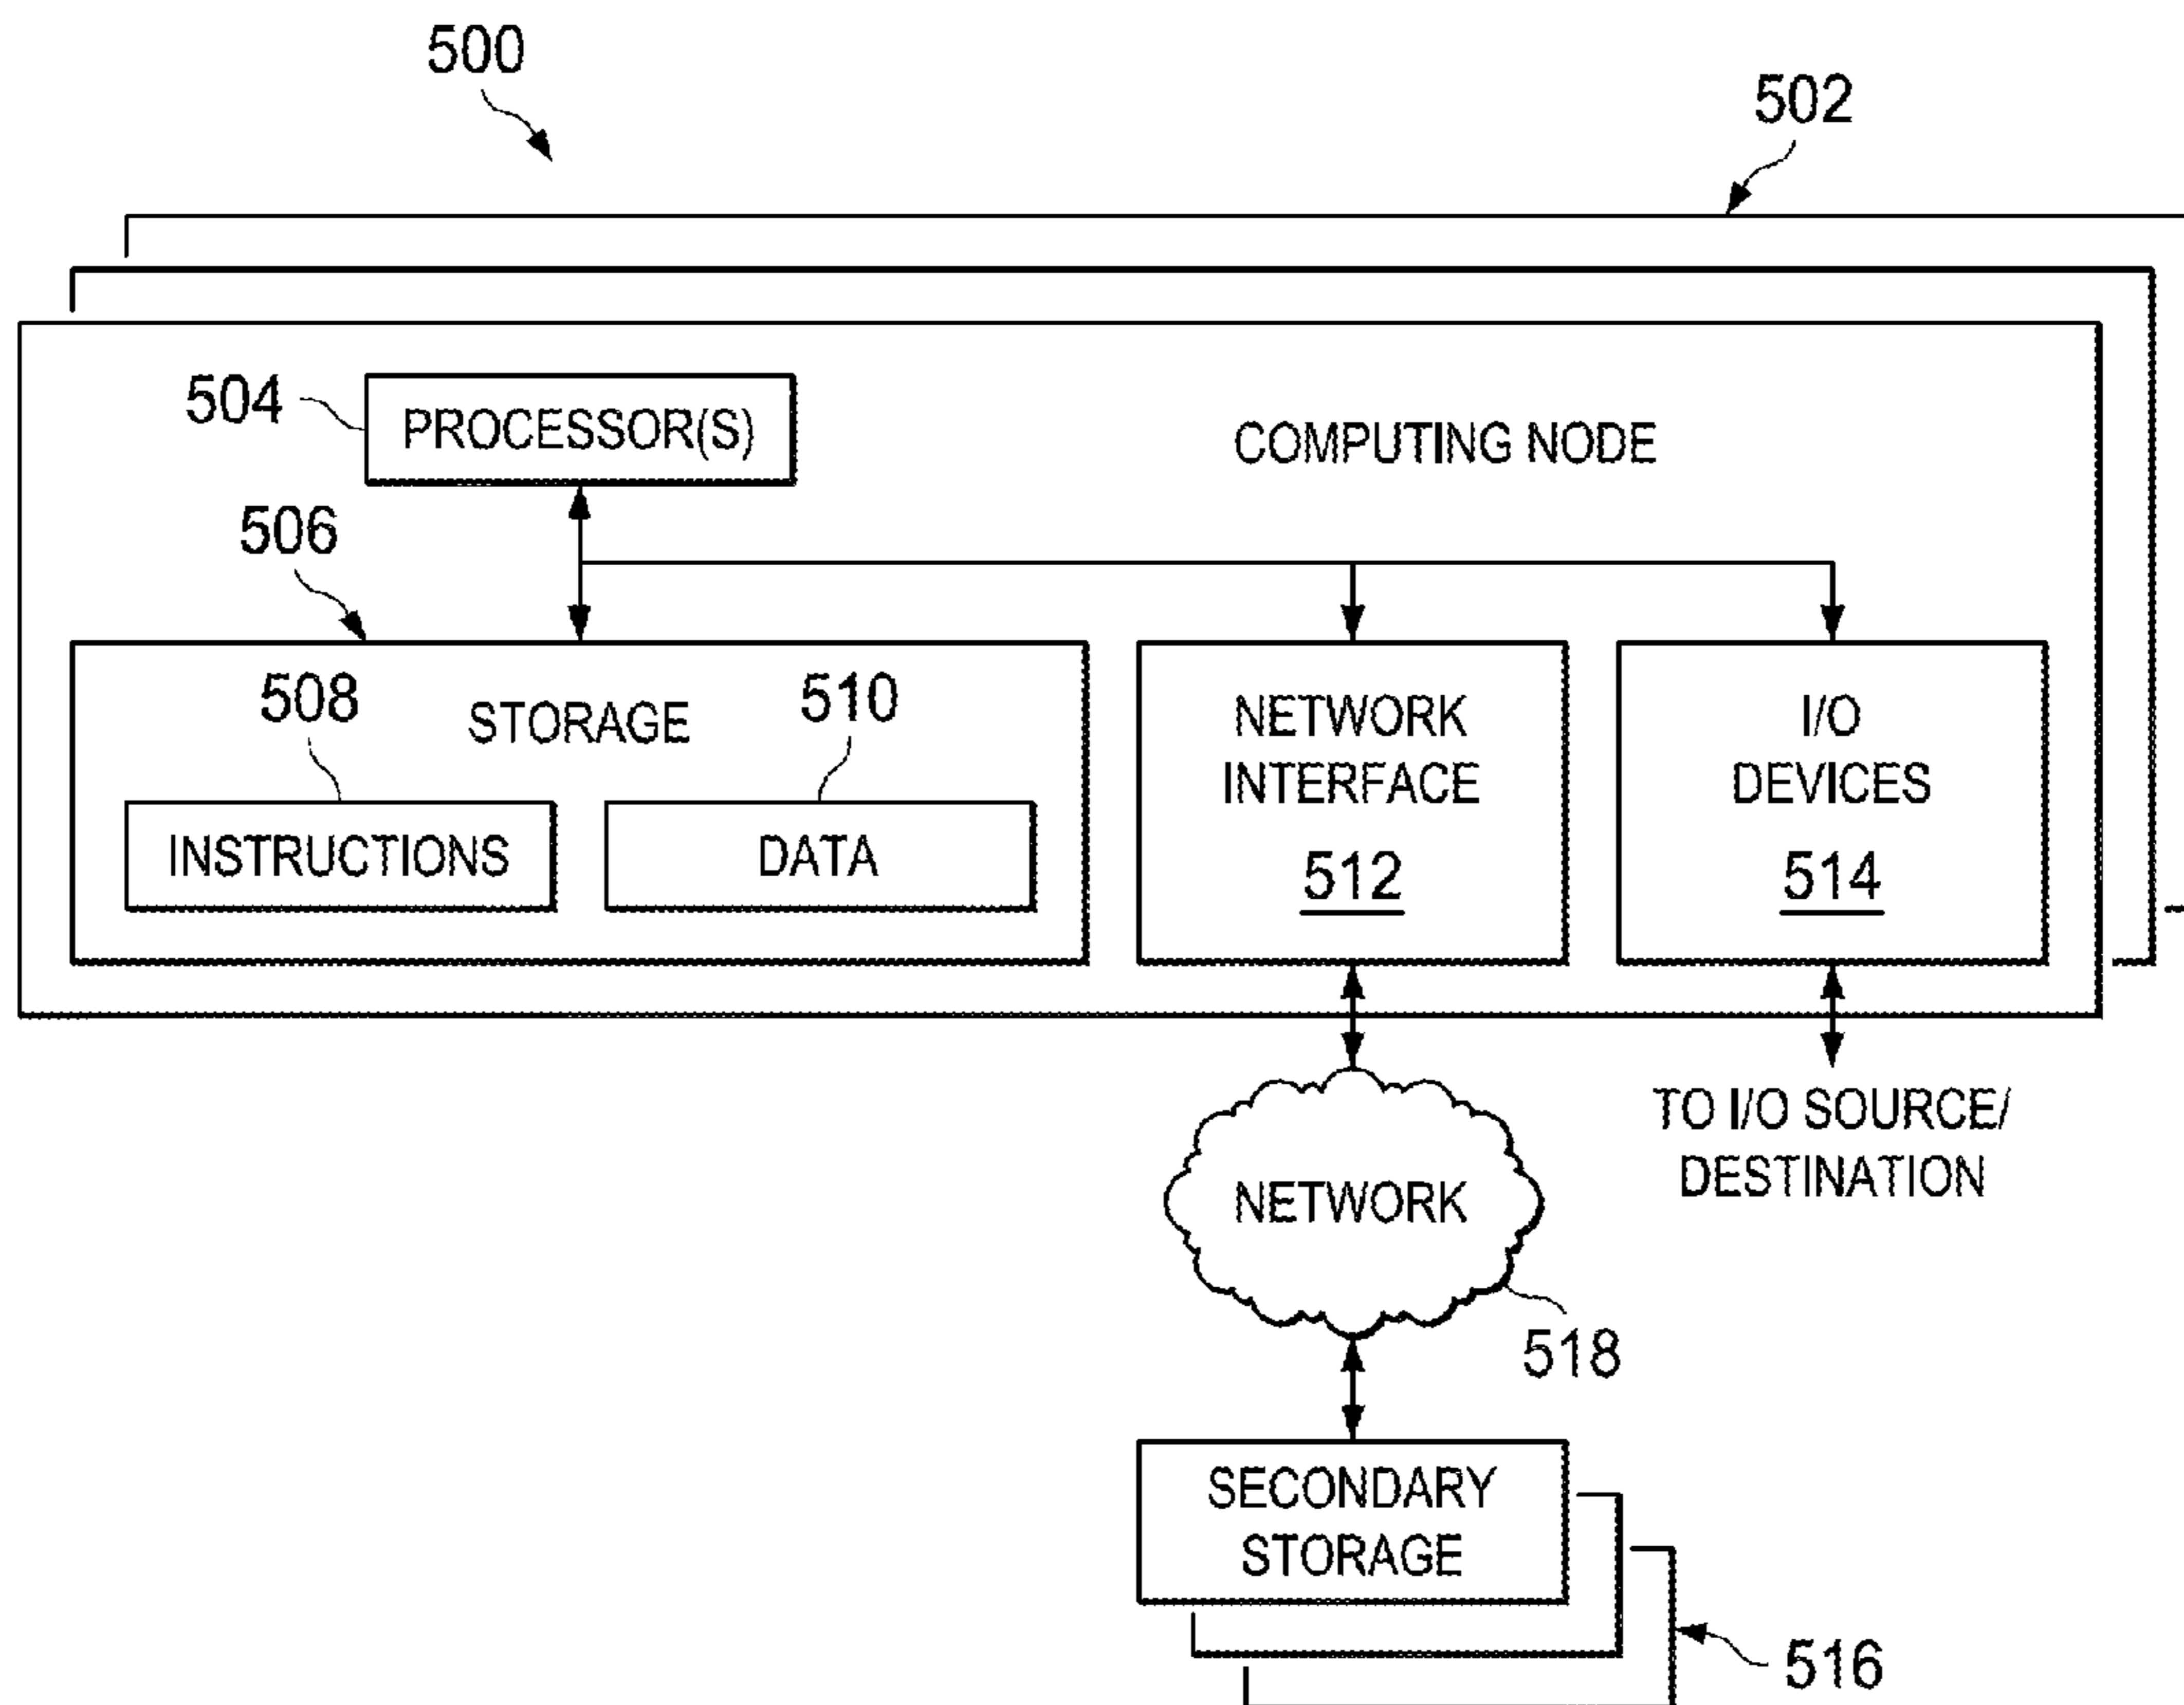 500
502
504
PROCESSOR(S)
COMPUTING NODE
506
508
STORAGE
510
INSTRUCTIONS
DATA
NETWORK
INTERFACE
512
I/O
DEVICES
514
TO I/O SOURCE/
DESTINATION
NETWORK
518
SECONDARY
STORAGE
516